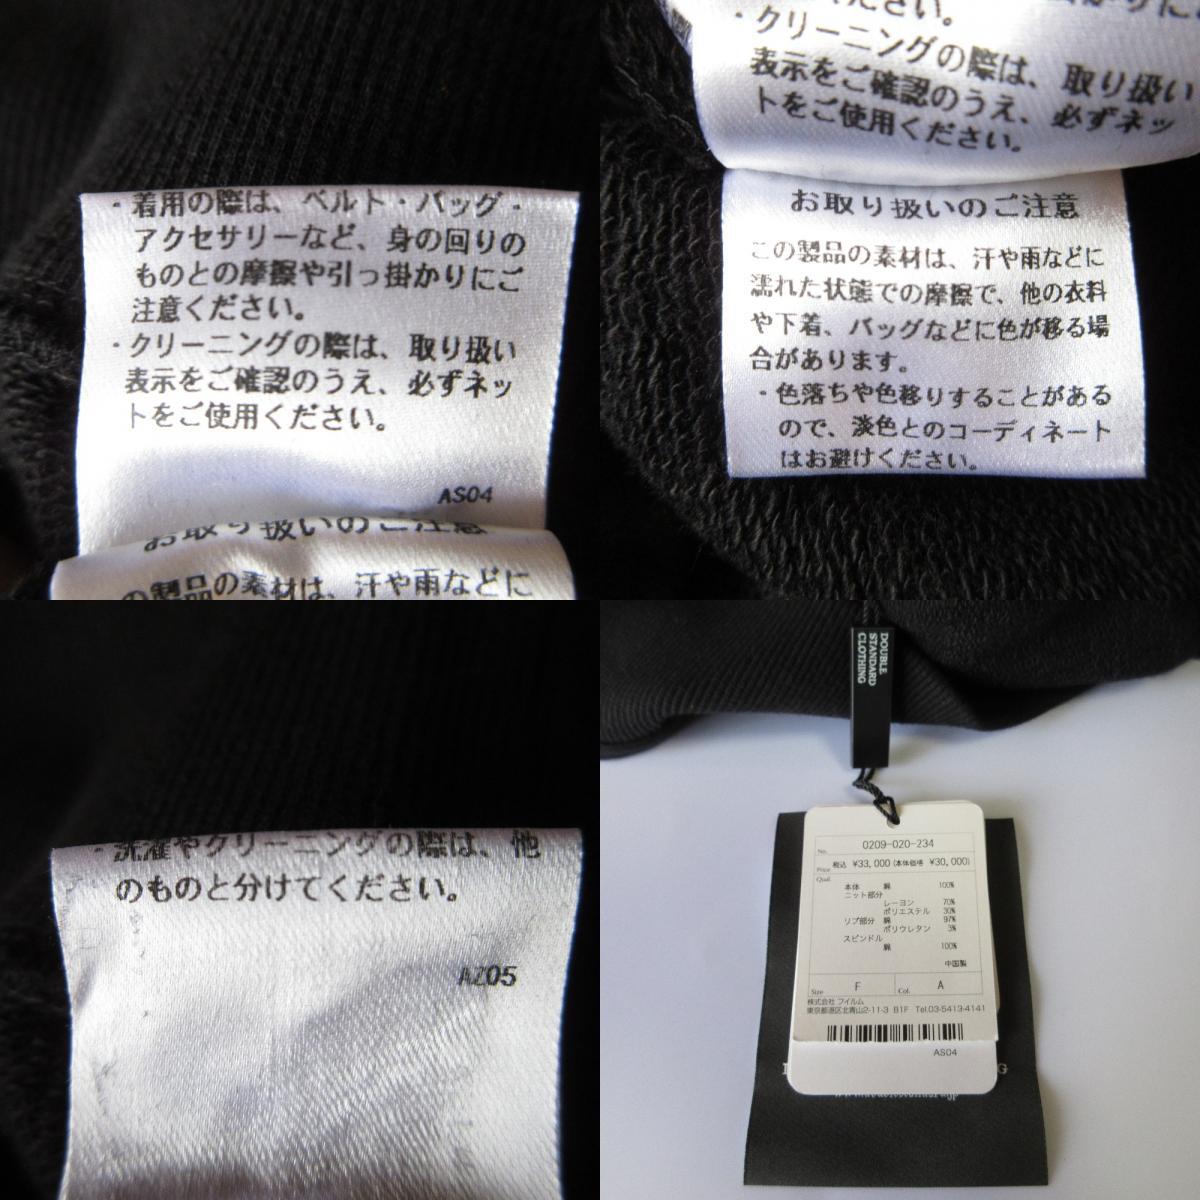 ・着用の際は、ベルト・バッグ・
アクセサリーなど、身の回りの
ものとの摩擦や引っ掛かりにご
注意ください。
・クリーニングの際は、取り扱い
表示をご確認のうえ、必ずネッ
トをご使用ください。
AS04
お取り扱いのご注意
の製品の素材は、汗や雨などに
ください。
・クリーニングの際は、取り扱い
表示をご確認のうえ、必ずネッ
トをご使用ください。
お取り扱いのご注意
この製品の素材は、汗や雨などに
濡れた状態での摩擦で、他の衣料
や下着、バッグなどに色が移る場
合があります。
・色落ちや色移りすることがある
ので、淡色とのコーディネート
はお避けください。
・洗濯やクリーニングの際は、他
のものと分けてください。
AZ05
DOUBLE
STANDARD
CLOTHING
No. 0209-020-234
Price 税込 ¥33,000 (本体価格 ¥30,000)
Qual.
本体 綿 100%
ニット部分
レーヨン 70%
ポリエステル 30%
リブ部分 綿 97%
ポリウレタン 3%
スピンドル
綿 100%
中国製
Size F Col. A
株式会社 フイルム
東京都港区北青山2-11-3 B1F Tel.03-5413-4141
AS04